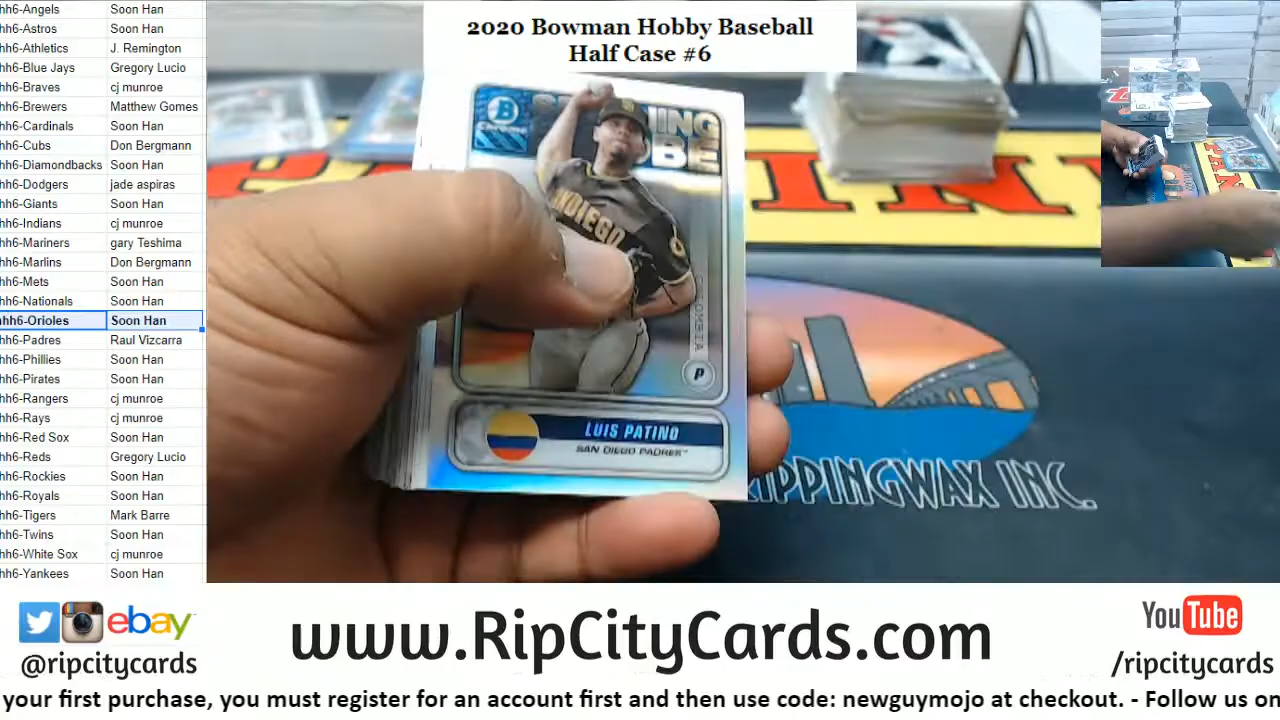 2020 Bowman Hobby Baseball
Half Case #6
hh6-Angels Soon Han
hh6-Astros Soon Han
hh6-Athletics J. Remington
hh6-Blue Jays Gregory Lucio
hh6-Braves cj munroe
hh6-Brewers Matthew Gomes
hh6-Cardinals Soon Han
hh6-Cubs Don Bergmann
hh6-Diamondbacks Soon Han
hh6-Dodgers jade aspiras
hh6-Giants Soon Han
hh6-Indians cj munroe
hh6-Mariners gary Teshima
hh6-Marlins Don Bergmann
hh6-Mets Soon Han
hh6-Nationals Soon Han
hh6-Orioles Soon Han
hh6-Padres Raul Vizcarra
hh6-Phillies Soon Han
hh6-Pirates Soon Han
hh6-Rangers cj munroe
hh6-Rays cj munroe
hh6-Red Sox Soon Han
hh6-Reds Gregory Lucio
hh6-Rockies Soon Han
hh6-Royals Soon Han
hh6-Tigers Mark Barre
hh6-Twins Soon Han
hh6-White Sox cj munroe
hh6-Yankees Soon Han
B
Chrome
DIEGO
P
LUIS PATIÑO
SAN DIEGO PADRES™
RIPPINGWAX INC.
ebay
@ripcitycards
www.RipCityCards.com
YouTube
/ripcitycards
your first purchase, you must register for an account first and then use code: newguymojo at checkout. - Follow us on